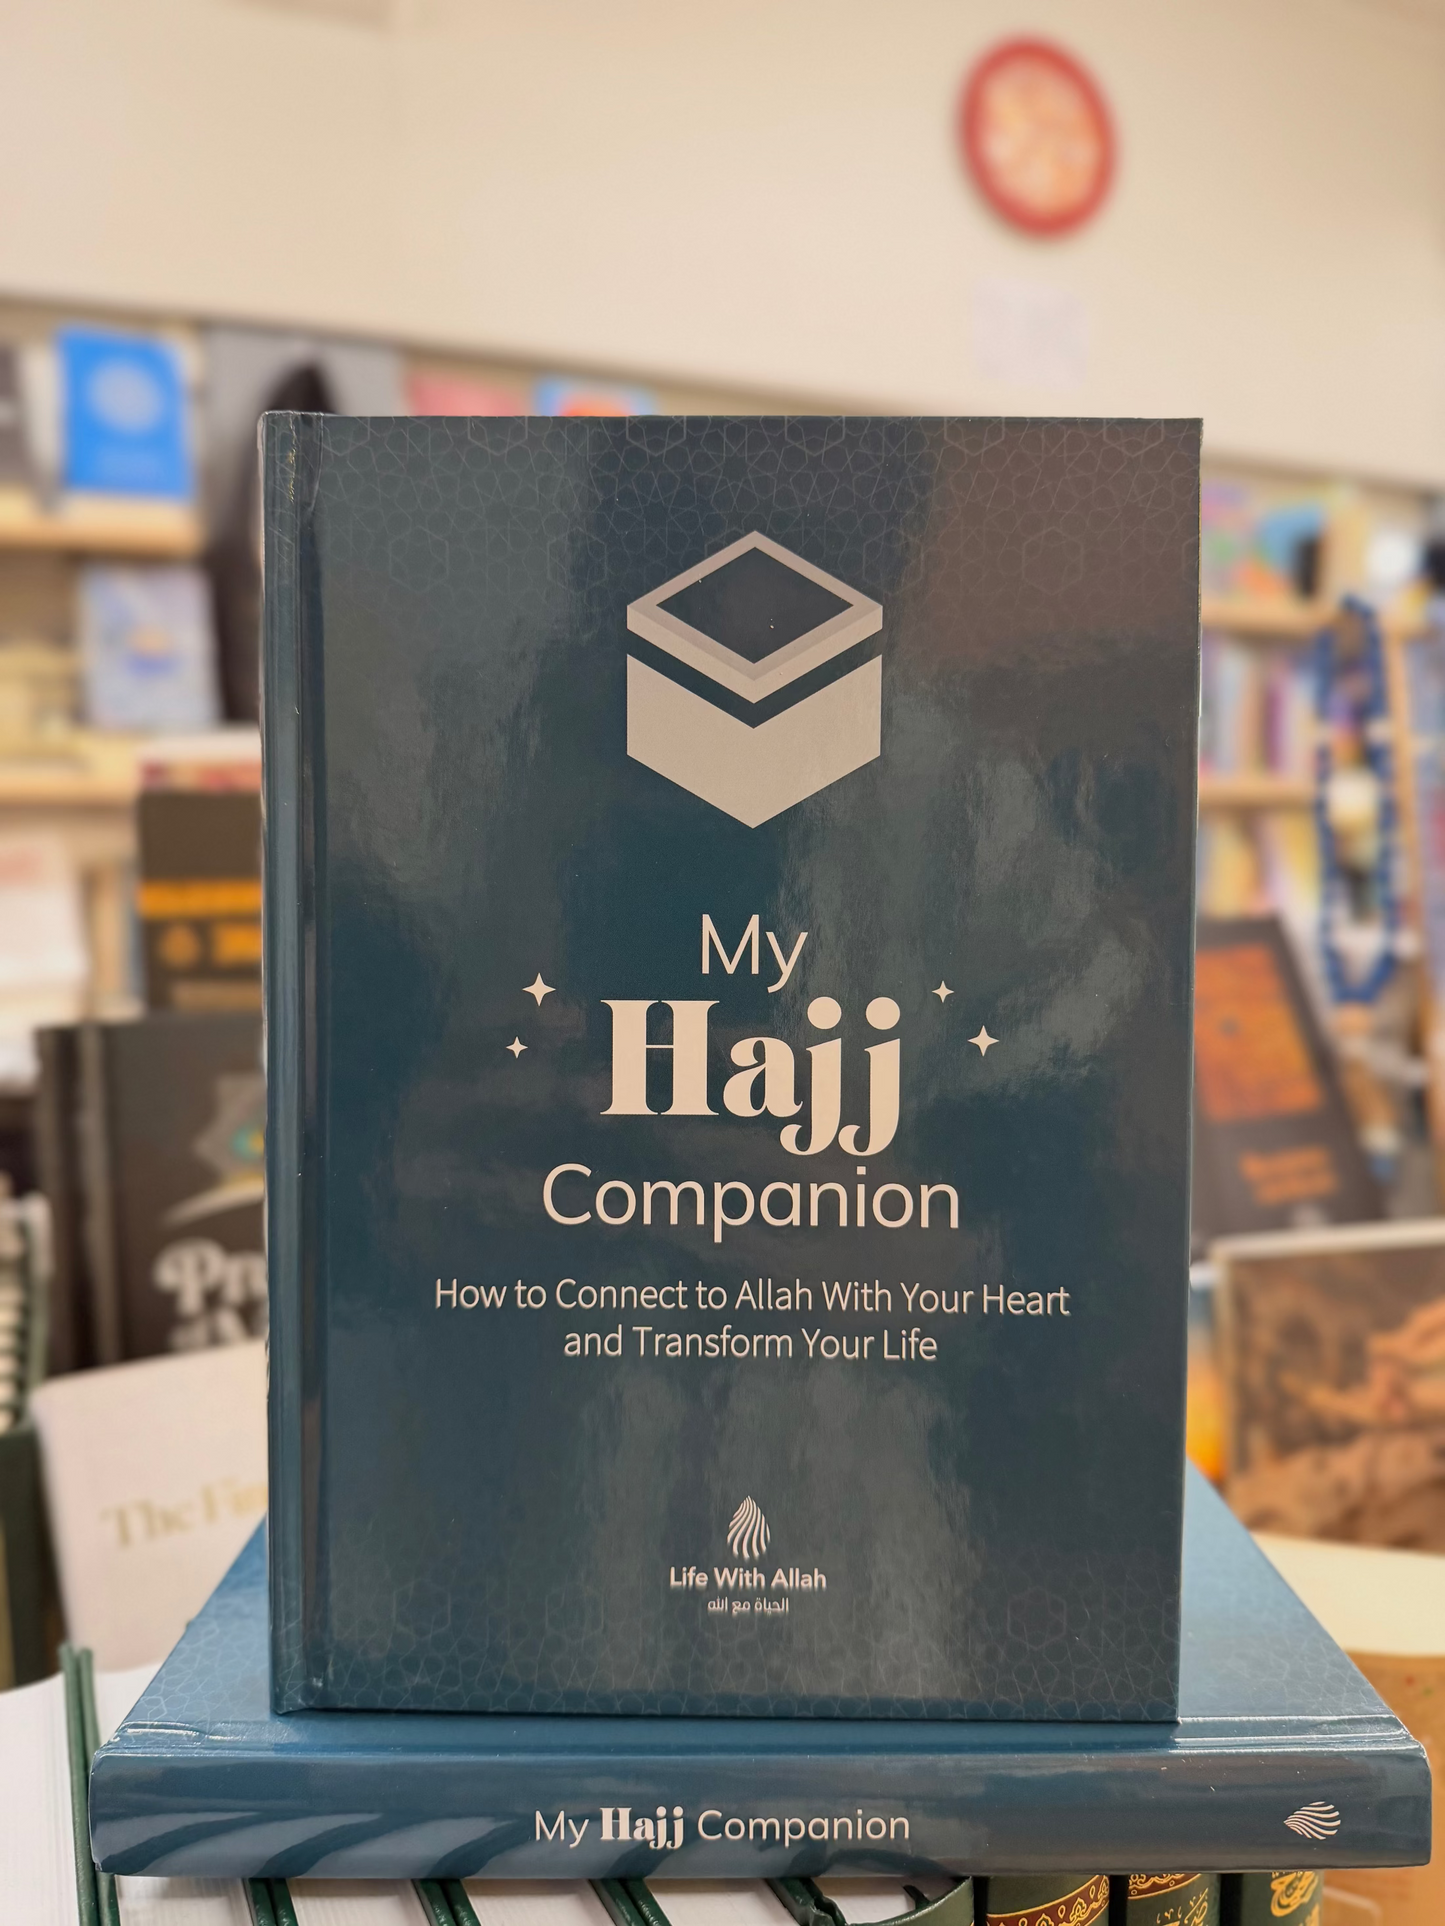 My
Hajj
Companion
How to Connect to Allah With Your Heart
and Transform Your Life
Life With Allah
الحياة مع الله
My Hajj Companion
The